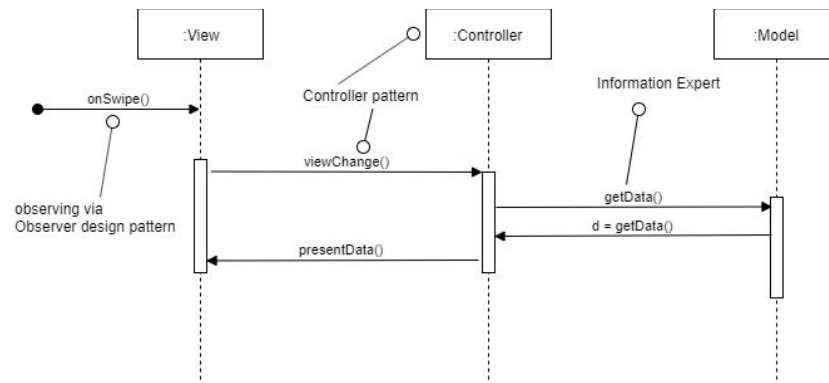 :View
:Controller
:Model
onSwipe()
Controller pattern
Information Expert
viewChange()
getData()
observing via
Observer design pattern
d = getData()
presentData()